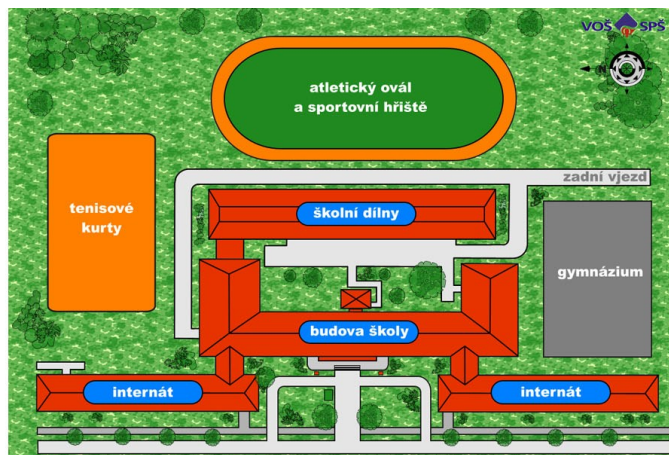 VOŠ SPŠ
N
atletický ovál
a sportovní hřiště
zadní vjezd
tenisové
kurty
školní dílny
gymnázium
budova školy
internát
internát